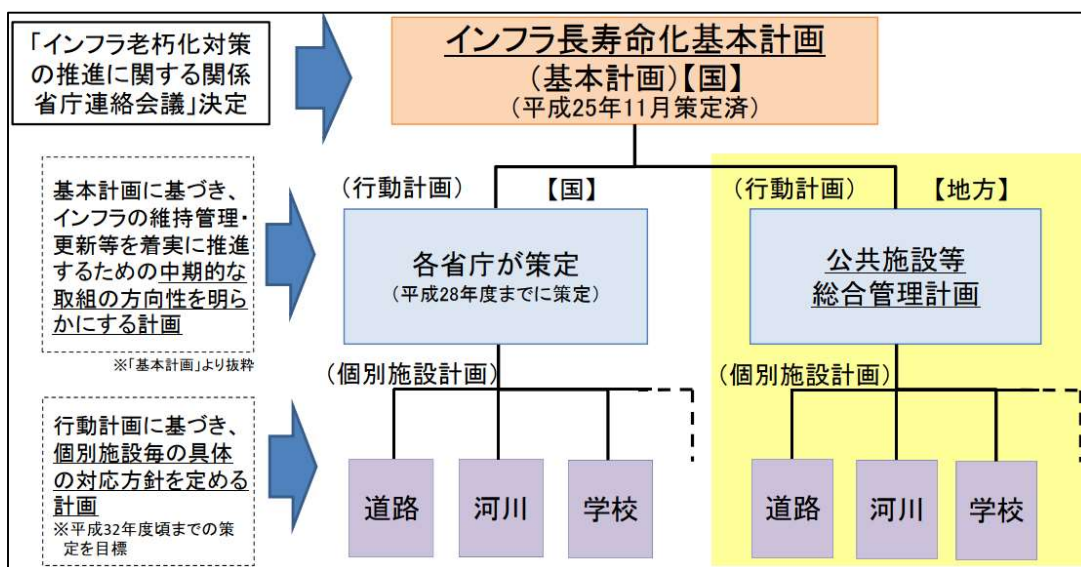 「インフラ老朽化対策
の推進に関する関係
省庁連絡会議」決定
インフラ長寿命化基本計画
(基本計画)【国】
(平成25年11月策定済)
基本計画に基づき、
インフラの維持管理・
更新等を着実に推進
するための中期的な
取組の方向性を明ら
かにする計画
※「基本計画」より抜粋
(行動計画)
【国】
各省庁が策定
(平成28年度までに策定)
(行動計画)
【地方】
公共施設等
総合管理計画
行動計画に基づき、
個別施設毎の具体
の対応方針を定める
計画
※平成32年度頃までの策
定を目標
(個別施設計画)
道路
河川
学校
(個別施設計画)
道路
河川
学校